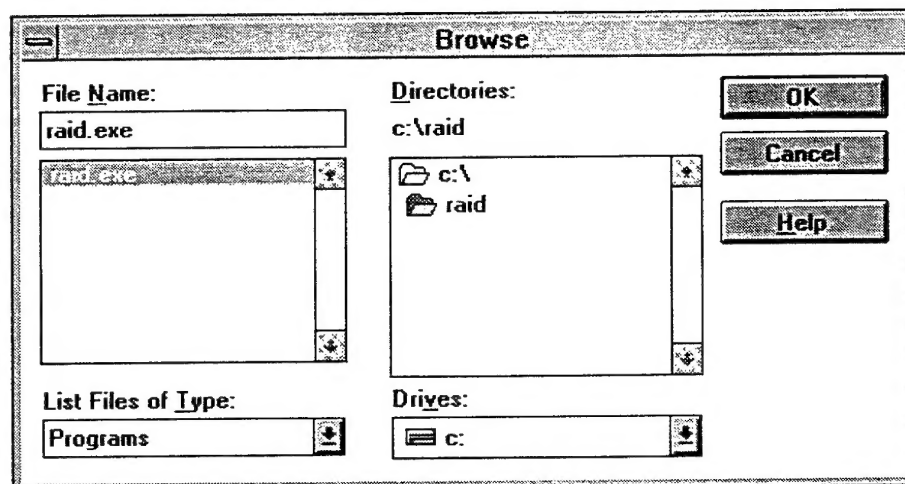 Browse
File Name:
raid.exe
raid.exe
List Files of Type:
Programs
Directories:
c:\raid
c:\
raid
Drives:
c:
OK
Cancel
Help